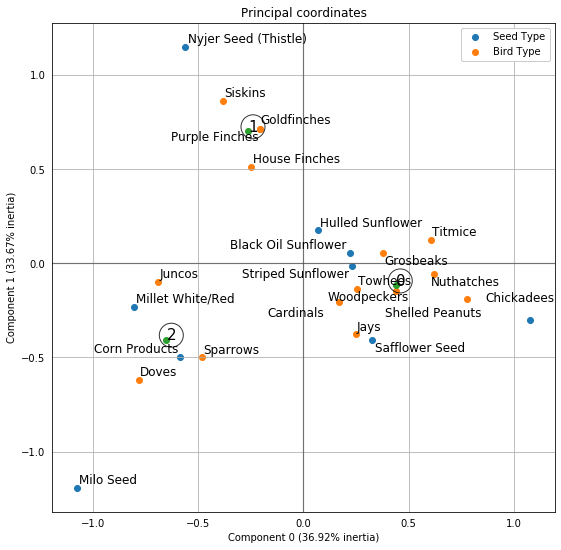 Principal coordinates
Seed Type
Bird Type
Nyjer Seed (Thistle)
Siskins
1
Goldfinches
Purple Finches
House Finches
Hulled Sunflower
Titmice
Black Oil Sunflower
Grosbeaks
Striped Sunflower
Juncos
Towhees
0
Nuthatches
Millet White/Red
Woodpeckers
Chickadees
Cardinals
Shelled Peanuts
2
Jays
Corn Products
Sparrows
Safflower Seed
Doves
Milo Seed
1.0
0.5
0.0
−0.5
−1.0
Component 1 (33.67% inertia)
−1.0
−0.5
0.0
0.5
1.0
Component 0 (36.92% inertia)